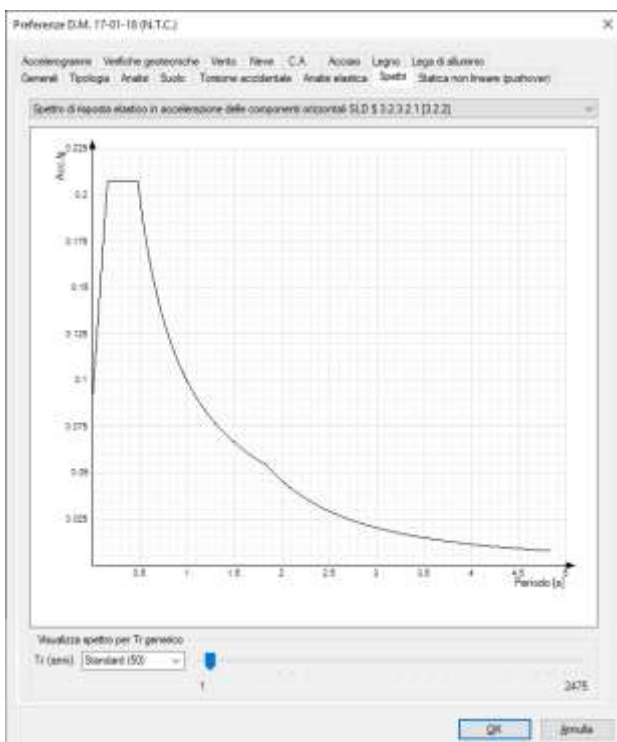 Preferenze D.M. 17-01-18 (N.T.C.)
Accelerogrammi Verifiche geotecniche Vento Neve C.A. Acciaio Legno Lega di alluminio
Generali Tipologia Analisi Suolo Torsione accidentale Analisi elastica Spettri Statica non lineare (pushover)
Spettro di risposta elastico in accelerazione delle componenti orizzontali SLD § 3.2.3.2.1 [3.2.2]
Acc./g
0.225
0.2
0.175
0.15
0.125
0.1
0.075
0.05
0.025
0.5 1 1.5 2 2.5 3 3.5 4 4.5 5
Periodo [s]
Visualizza spettro per Tr generico
Tr (anni) Standard (50)
1 2475
OK Annulla